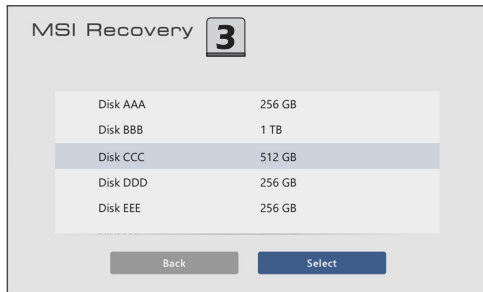 MSI Recovery 3
Disk AAA 256 GB
Disk BBB 1 TB
Disk CCC 512 GB
Disk DDD 256 GB
Disk EEE 256 GB
Back Select